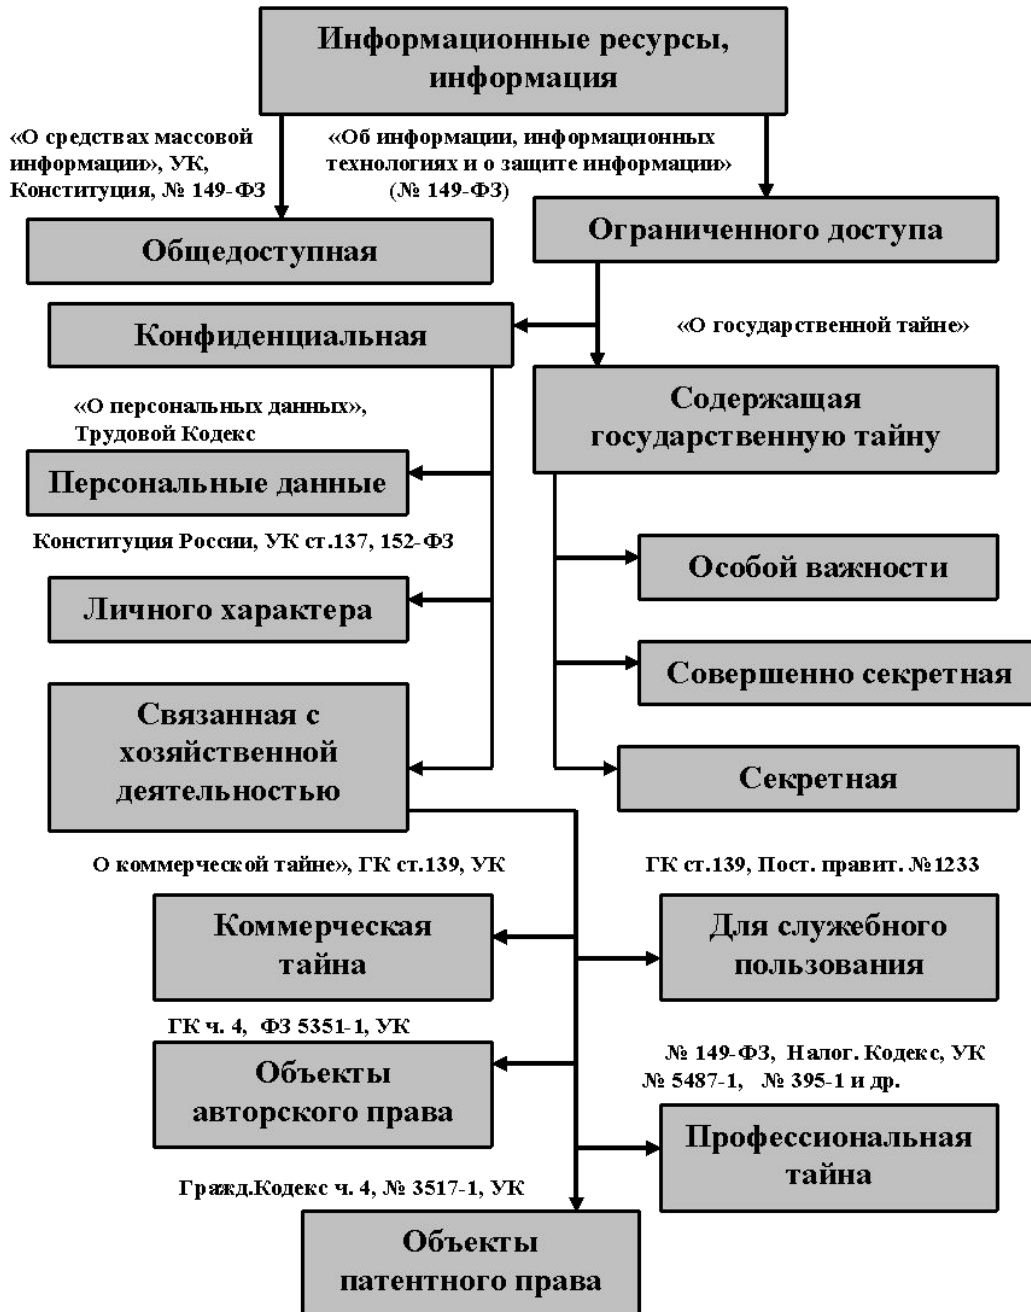 Информационные ресурсы,
информация
«О средствах массовой
информации», УК,
Конституция, № 149-ФЗ
«Об информации, информационных
технологиях и о защите информации»
(№ 149-ФЗ)
Общедоступная
Ограниченного доступа
Конфиденциальная
«О государственной тайне»
Содержащая
государственную тайну
«О персональных данных»,
Трудовой Кодекс
Персональные данные
Конституция России, УК ст.137, 152-ФЗ
Особой важности
Личного характера
Совершенно секретная
Связанная с
хозяйственной
деятельностью
Секретная
О коммерческой тайне», ГК ст.139, УК
ГК ст.139, Пост. правит. №1233
Коммерческая
тайна
Для служебного
пользования
ГК ч. 4, ФЗ 5351-1, УК
Объекты
авторского права
№ 149-ФЗ, Налог. Кодекс, УК
№ 5487-1, № 395-1 и др.
Профессиональная
тайна
Гражд.Кодекс ч. 4, № 3517-1, УК
Объекты
патентного права